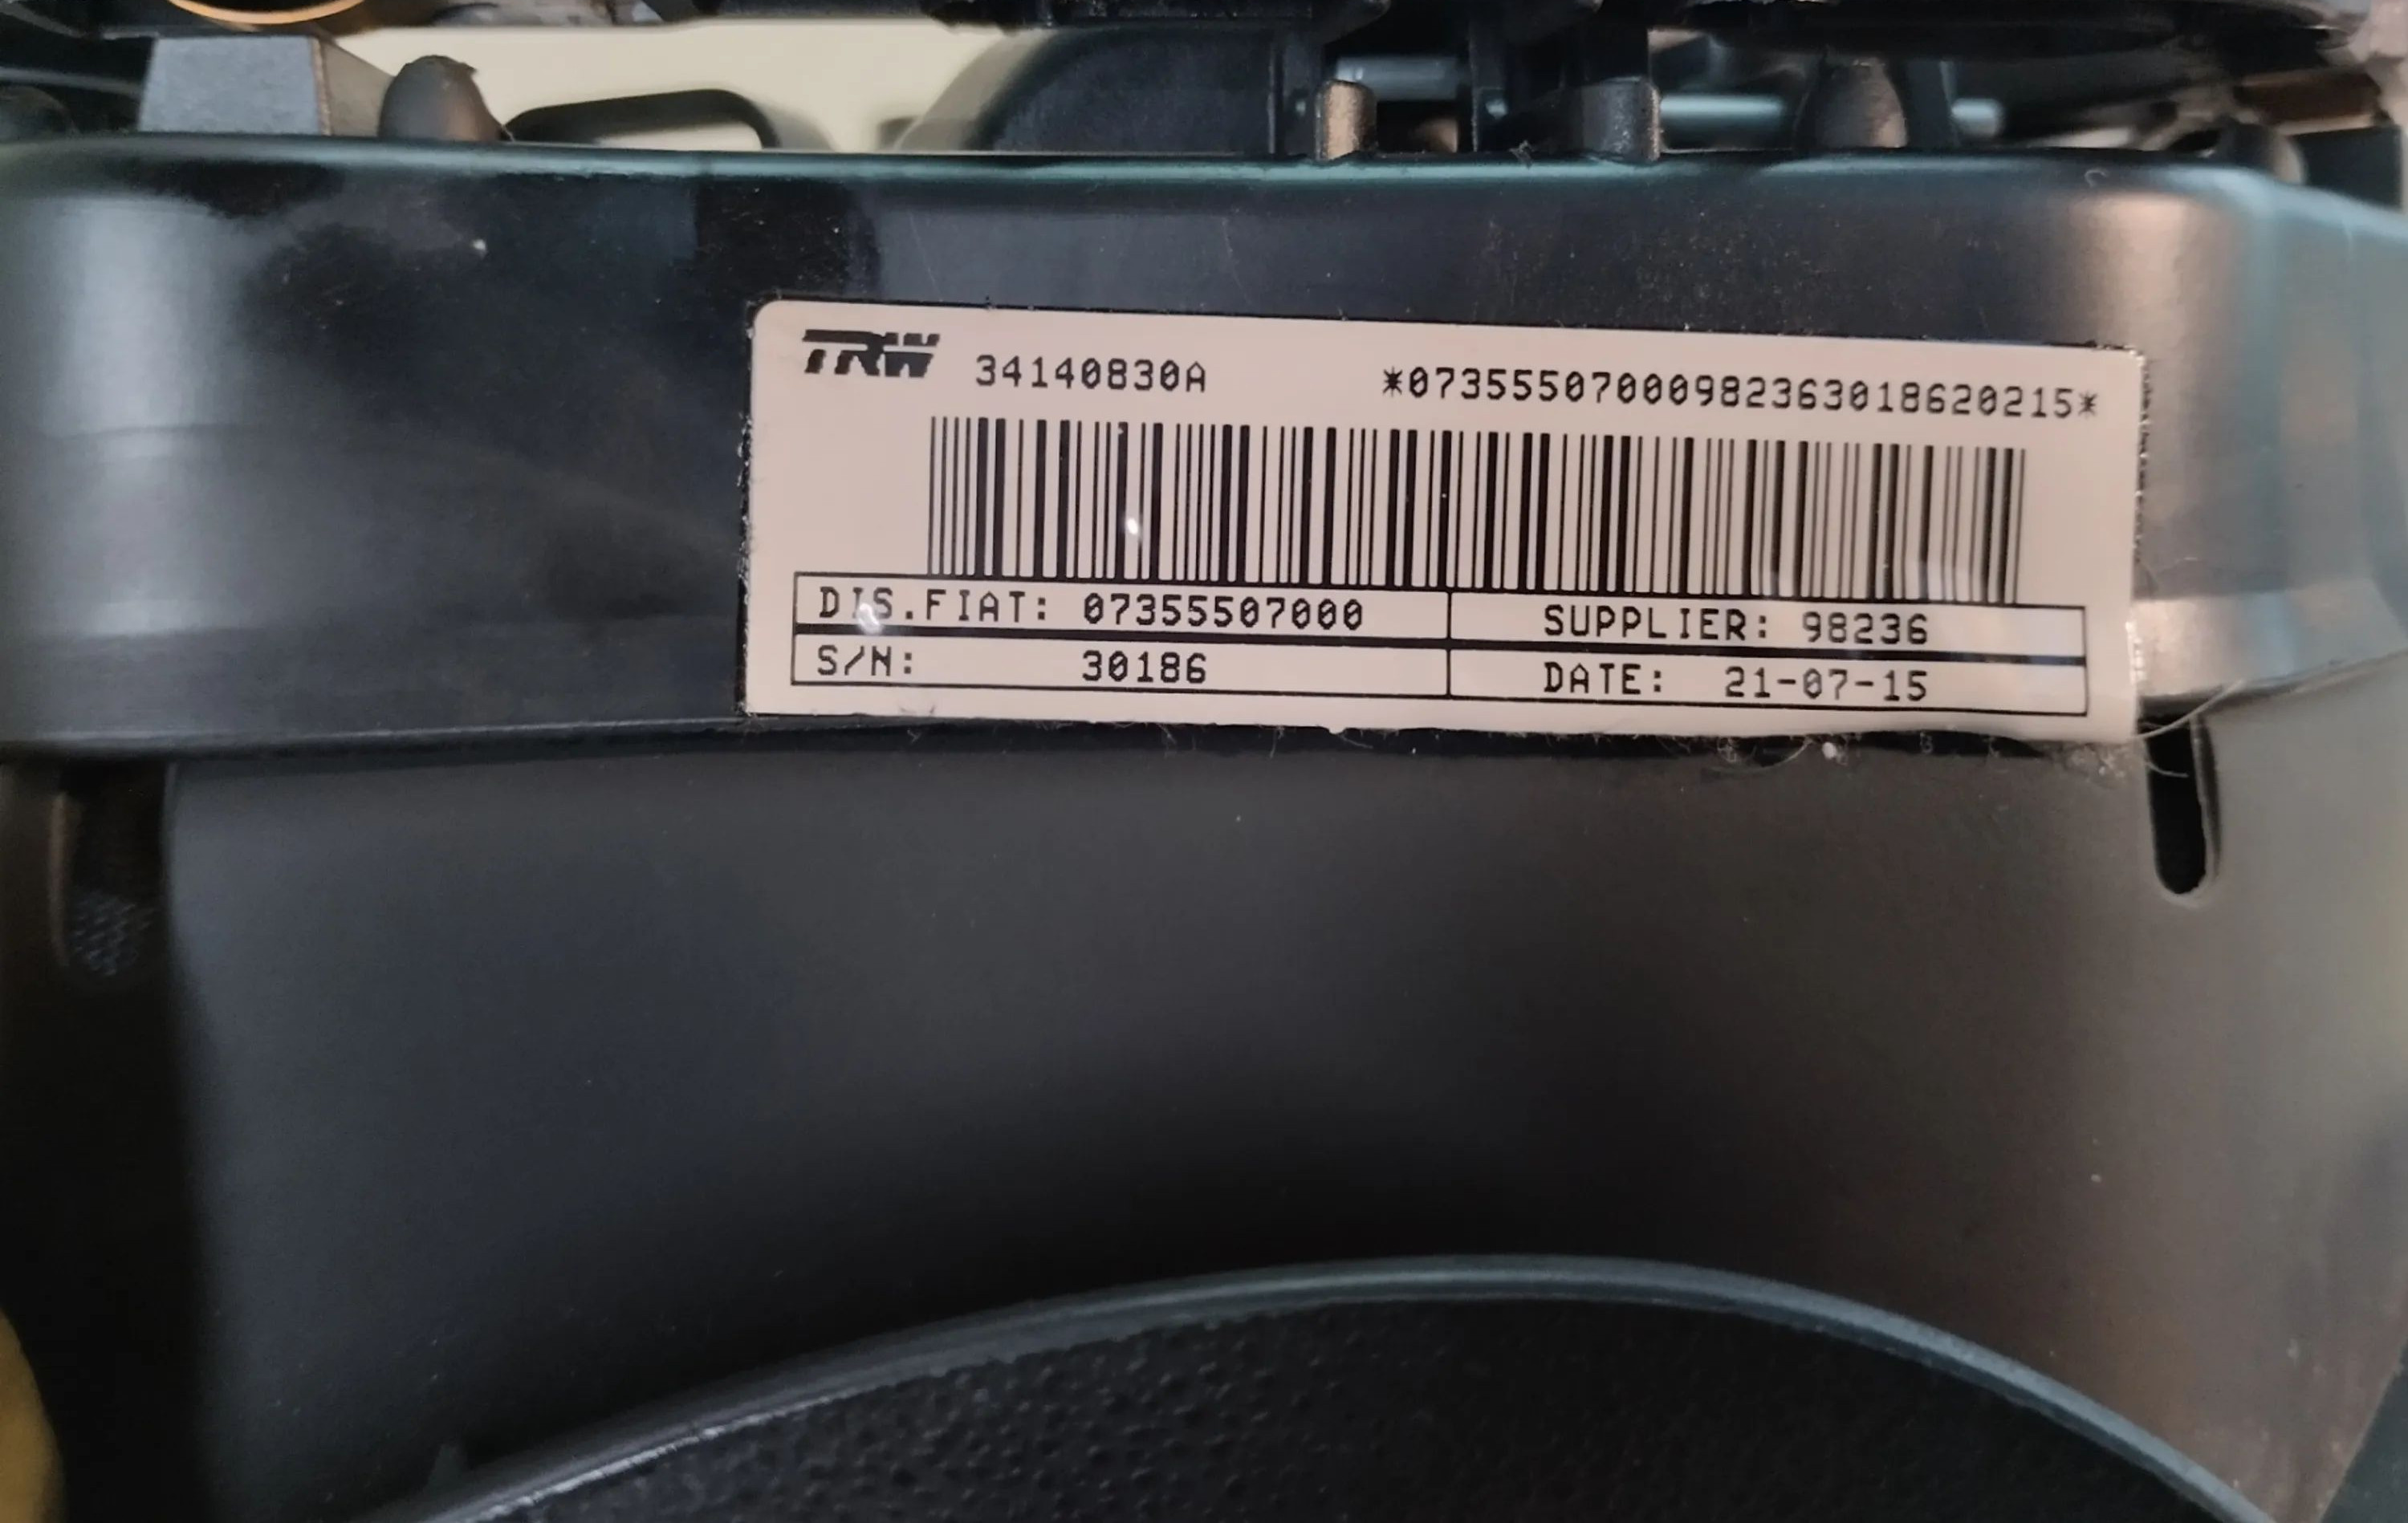 TRW 34140830A *07355507000982363018620215*
DIS.FIAT: 07355507000 SUPPLIER: 98236
S/N: 30186 DATE: 21-07-15